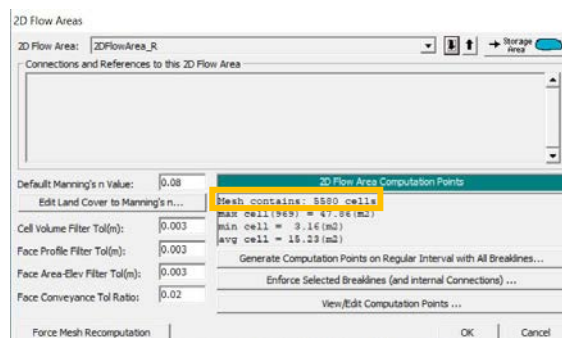 2D Flow Areas
2D Flow Area: 2DFlowArea_R
Storage Area
Connections and References to this 2D Flow Area
Default Manning's n Value: 0.08
2D Flow Area Computation Points
Edit Land Cover to Manning's n...
Mesh contains: 5580 cells
max cell(969) = 47.86(m2)
Cell Volume Filter Tol(m): 0.003
min cell = 3.16(m2)
avg cell = 15.23(m2)
Face Profile Filter Tol(m): 0.003
Generate Computation Points on Regular Interval with All Breaklines...
Face Area-Elev Filter Tol(m): 0.003
Enforce Selected Breaklines (and internal Connections) ...
Face Conveyance Tol Ratio: 0.02
View/Edit Computation Points ...
Force Mesh Recomputation
OK
Cancel